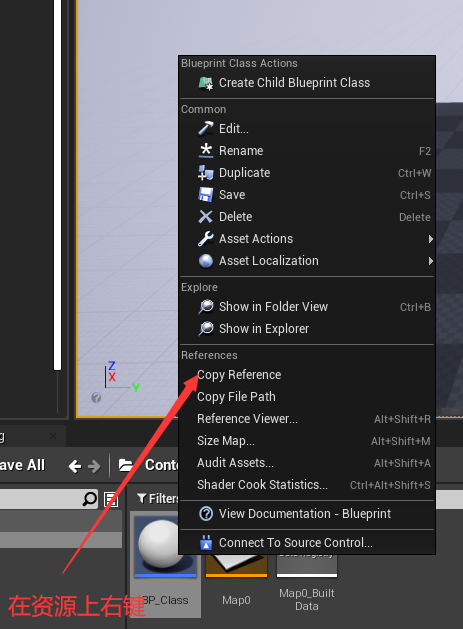 Blueprint Class Actions
Create Child Blueprint Class
Common
Edit...
Rename F2
Duplicate Ctrl+W
Save Ctrl+S
Delete Delete
Asset Actions
Asset Localization
Explore
Show in Folder View Ctrl+B
Show in Explorer
References
Copy Reference
Copy File Path
Reference Viewer... Alt+Shift+R
Size Map... Alt+Shift+M
Audit Assets... Alt+Shift+A
Shader Cook Statistics... Ctrl+Alt+Shift+S
View Documentation - Blueprint
Connect To Source Control...
Z
X
Y
?
g
ave All
Conte
Filters
BP_Class
Map0
Map0_Built
Data
在资源上右键